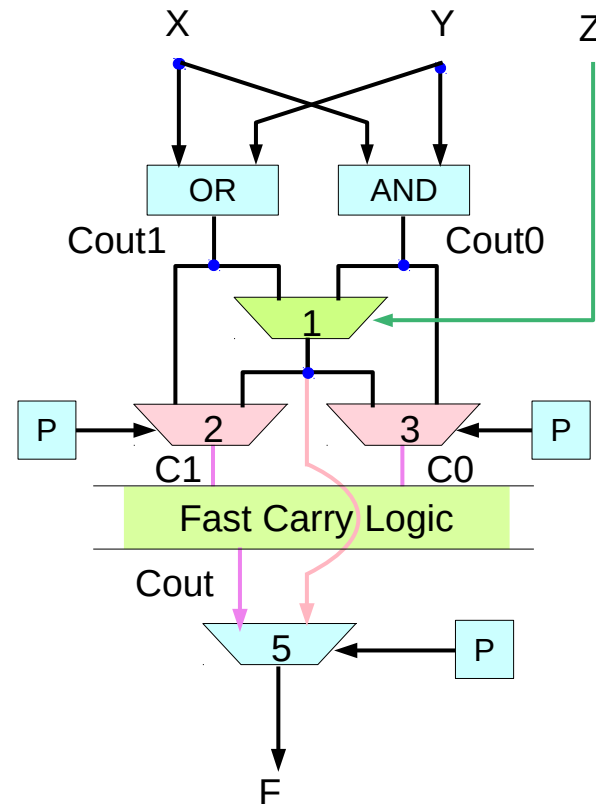 X Y Z
OR AND
Cout1 Cout0
1
P 2 3 P
C1 C0
Fast Carry Logic
Cout
5 P
F